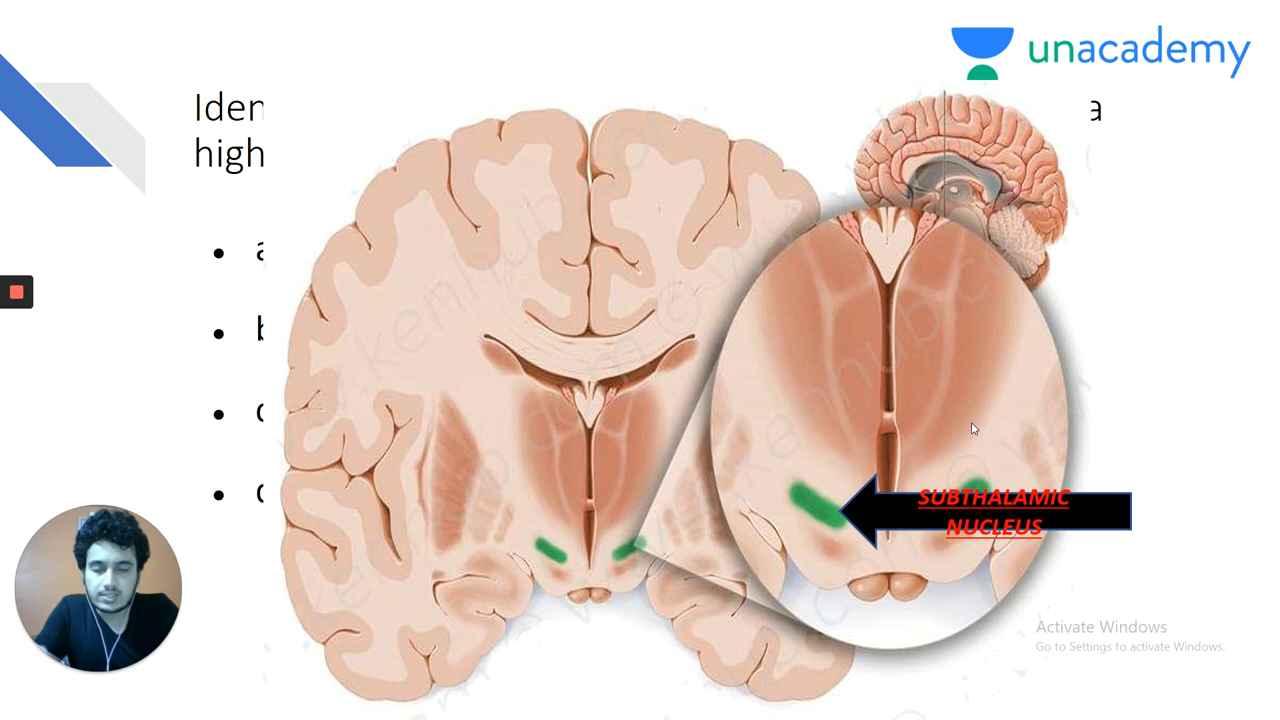 unacademy
Iden a
high
a
b
SUBTHALAMIC
NUCLEUS
Activate Windows
Go to Settings to activate Windows.